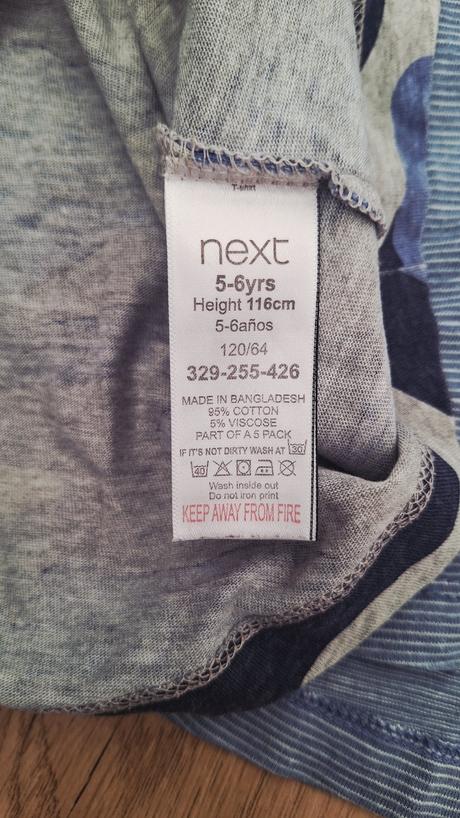 T-shirt
next
5-6yrs
Height 116cm
5-6años
120/64
329-255-426
MADE IN BANGLADESH
95% COTTON
5% VISCOSE
PART OF A 5 PACK
IF IT'S NOT DIRTY WASH AT 30
40
Wash inside out
Do not iron print
KEEP AWAY FROM FIRE